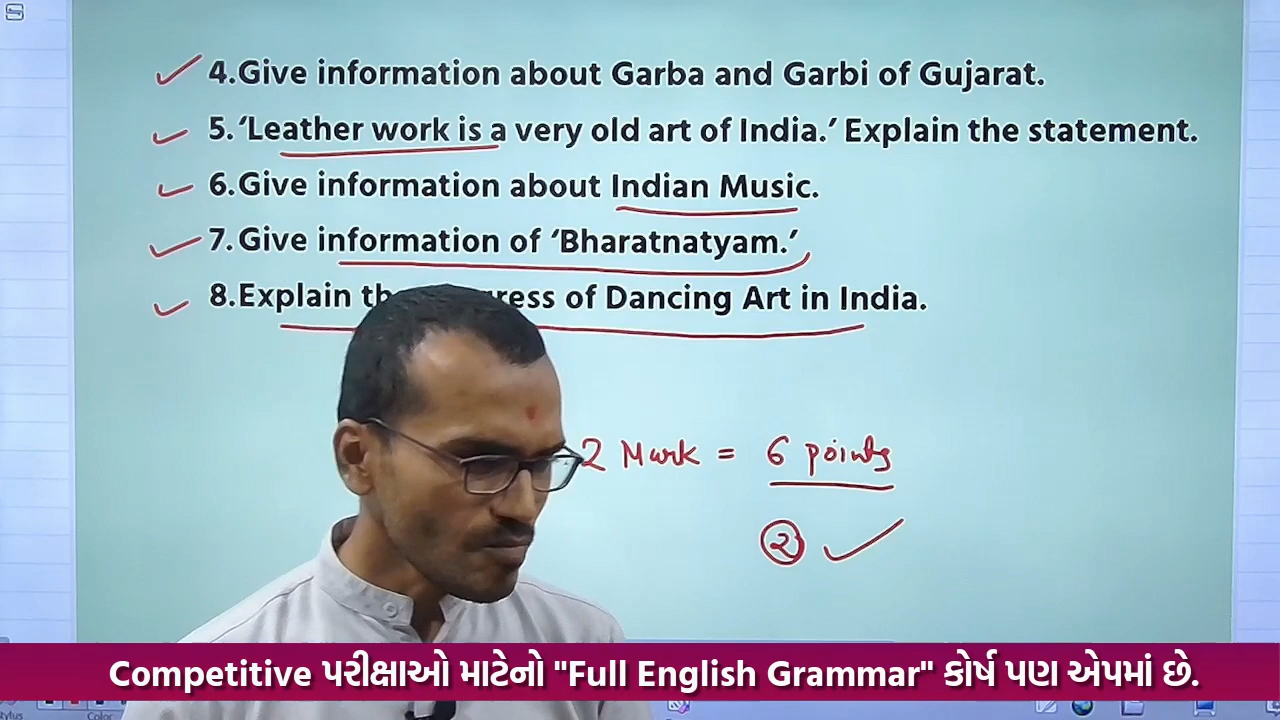 4.Give information about Garba and Garbi of Gujarat.
5. ‘Leather work is a very old art of India.’ Explain the statement.
6.Give information about Indian Music.
7. Give information of ‘Bharatnatyam.’
8.Explain th gress of Dancing Art in India.
2 Mark = 6 points
2
Competitive પરીક્ષાઓ માટેનો "Full English Grammar" કોર્ષ પણ એપમાં છે.
Color